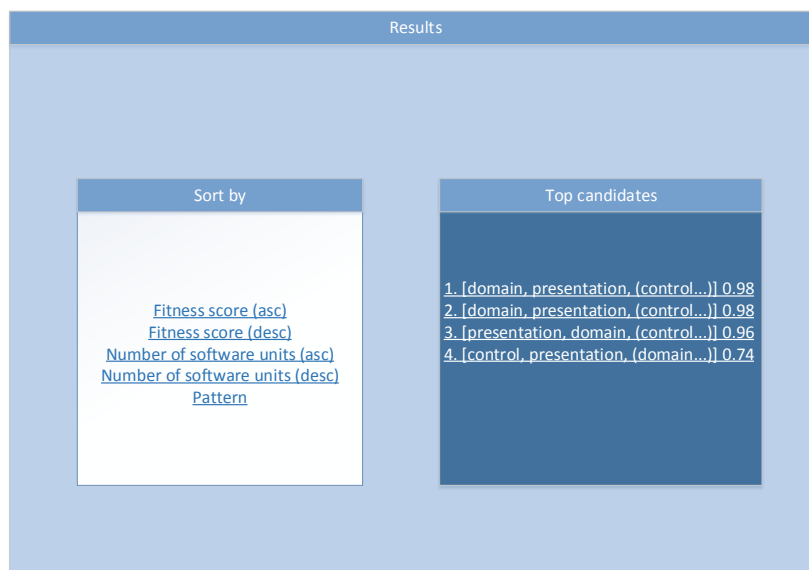 Results
Sort by
Fitness score (asc)
Fitness score (desc)
Number of software units (asc)
Number of software units (desc)
Pattern
Top candidates
1. [domain, presentation, (control...)] 0.98
2. [domain, presentation, (control...)] 0.98
3. [presentation, domain, (control...)] 0.96
4. [control, presentation, (domain...)] 0.74